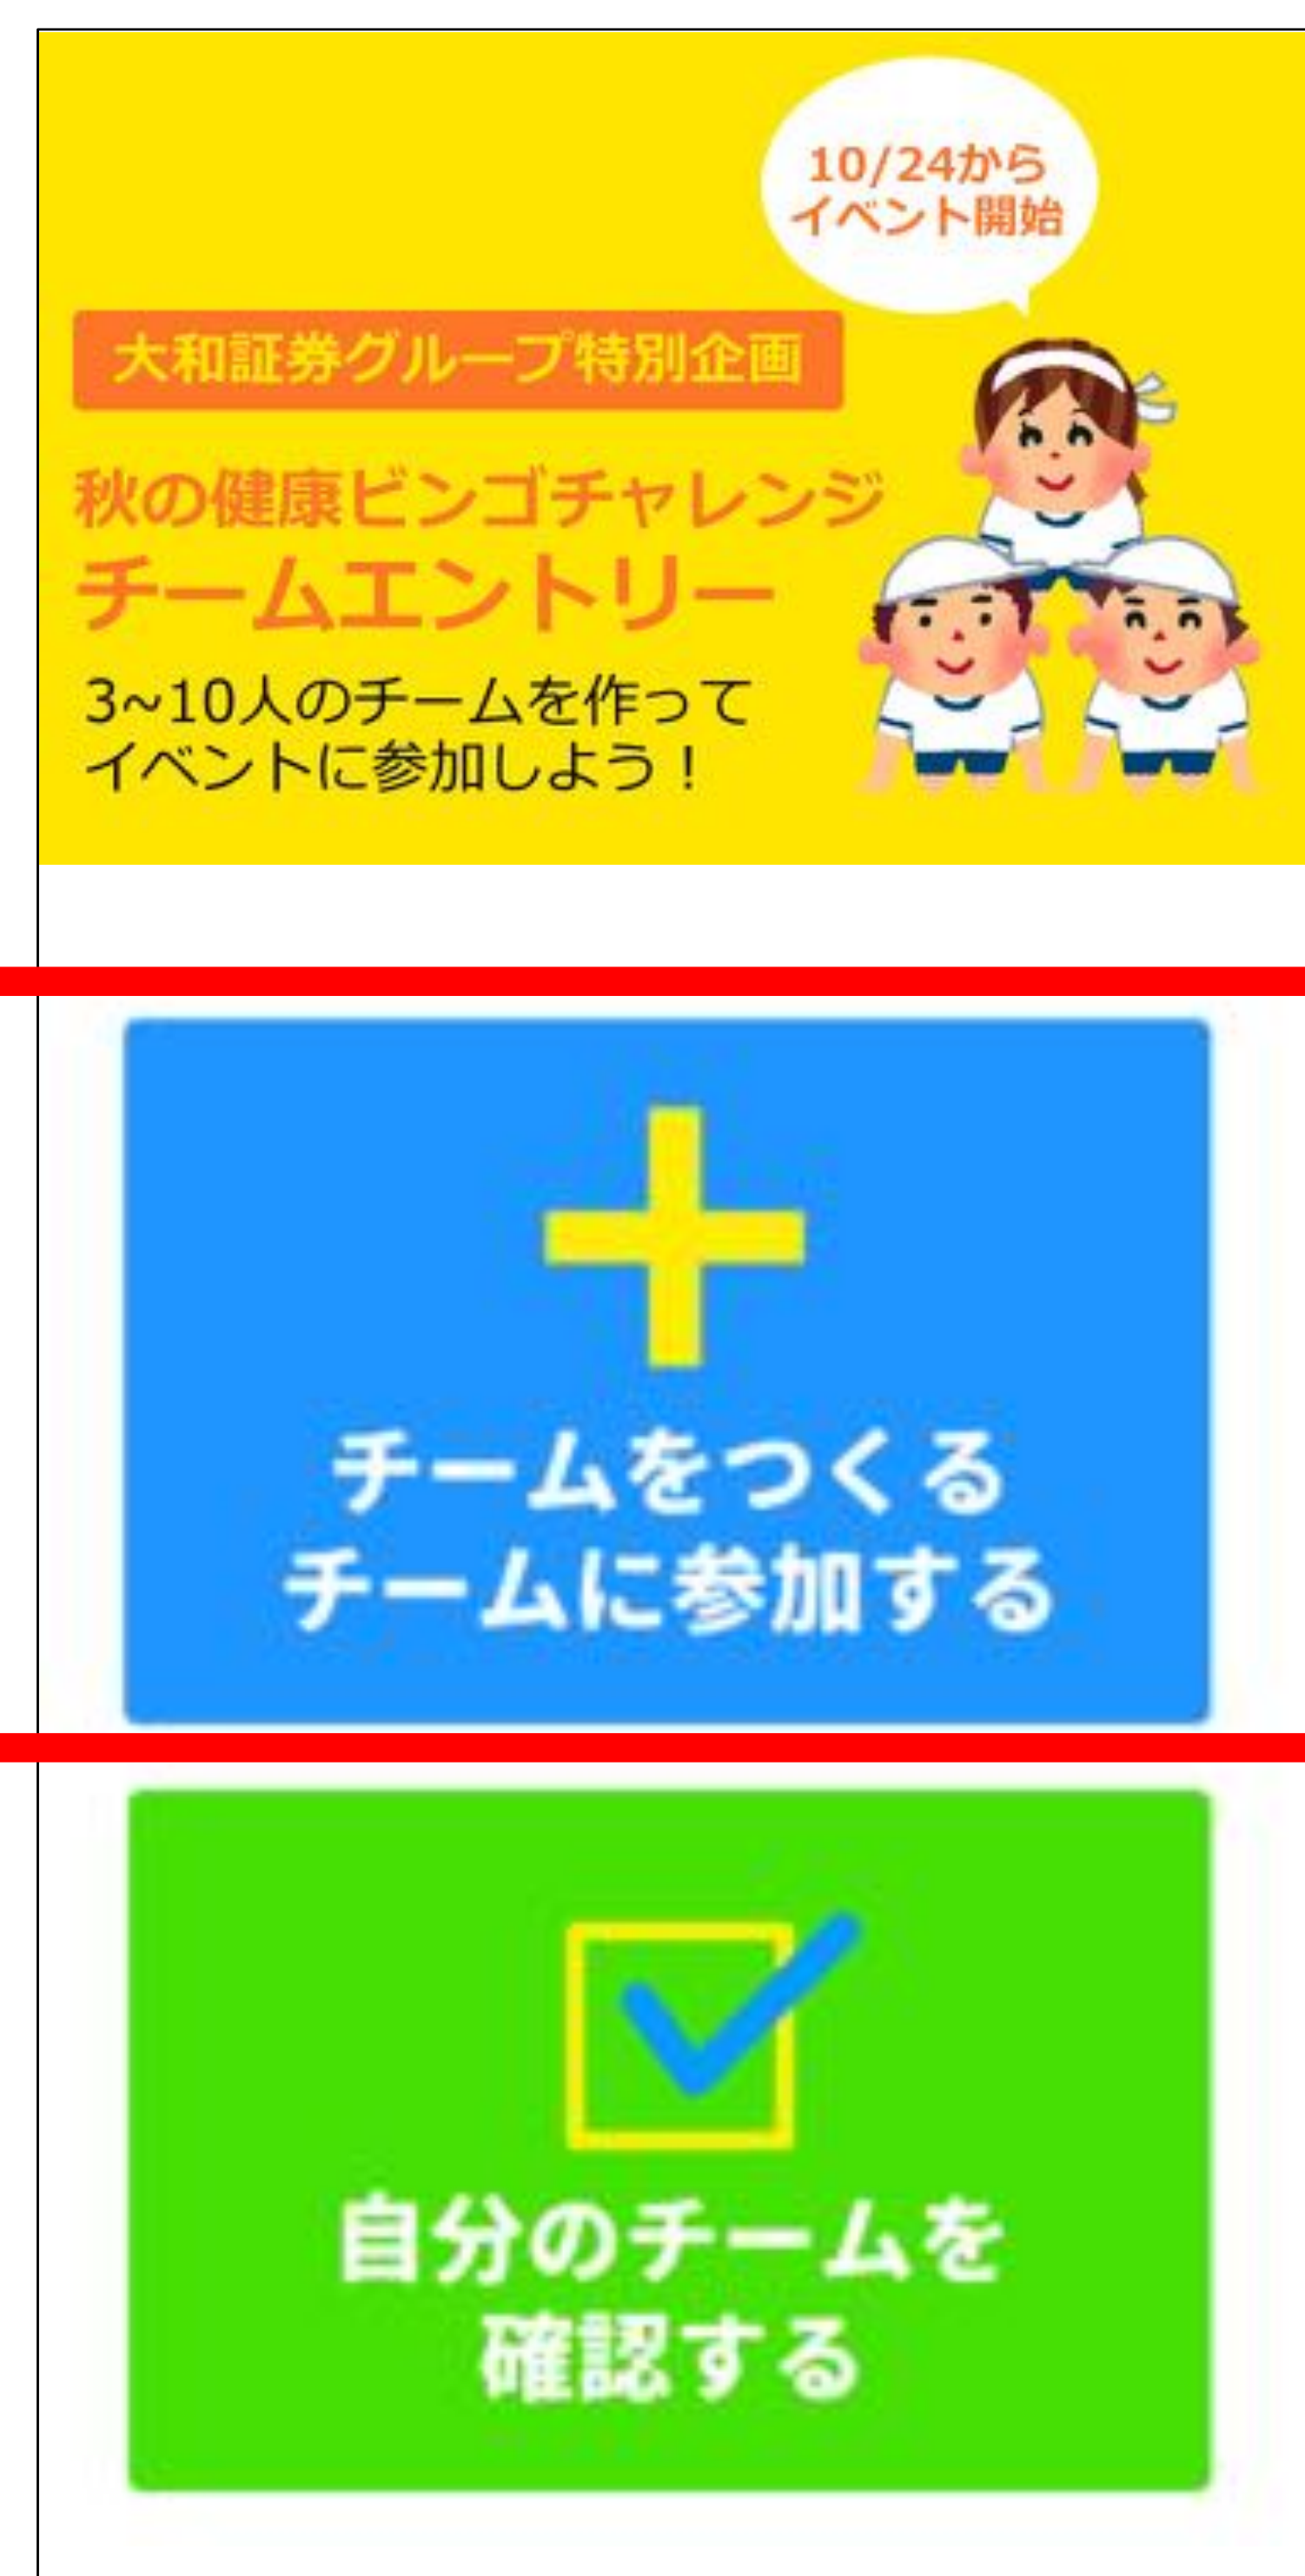 10/24から
イベント開始
大和証券グループ特別企画
秋の健康ビンゴチャレンジ
チームエントリー
3~10人のチームを作って
イベントに参加しよう！
チームをつくる
チームに参加する
自分のチームを
確認する